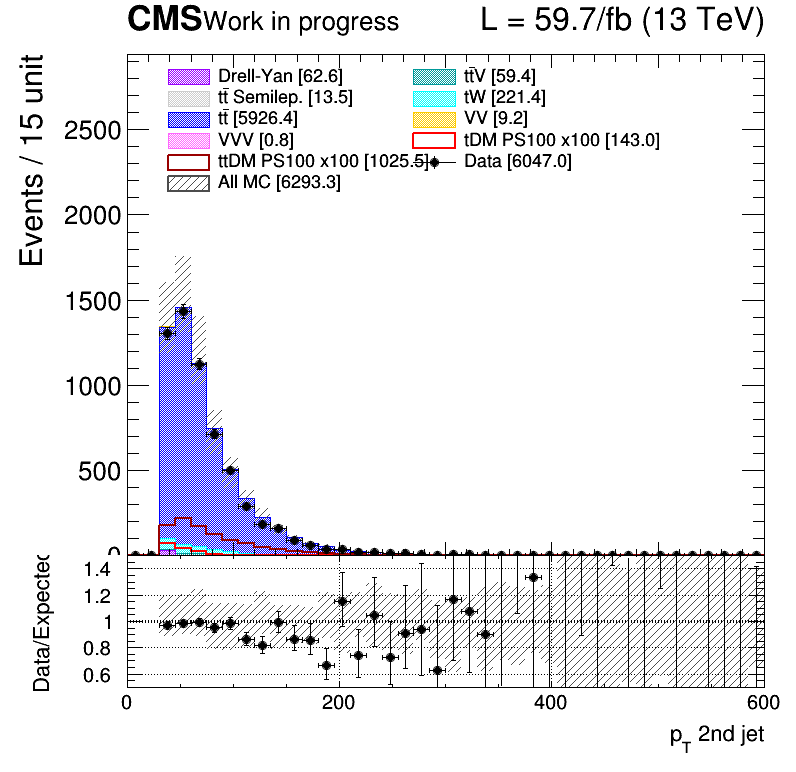 CMS Work in progress L = 59.7/fb (13 TeV)
Drell-Yan [62.6] tt̄V [59.4]
tt̄ Semilep. [13.5] tW [221.4]
tt̄ [5926.4] VV [9.2]
VVV [0.8] tDM PS100 x100 [143.0]
ttDM PS100 x100 [1025.5] Data [6047.0]
All MC [6293.3]
Events / 15 unit
2500
2000
1500
1000
500
0
Data/Expected
1.4
1.2
1
0.8
0.6
0 200 400 600
p_T 2nd jet